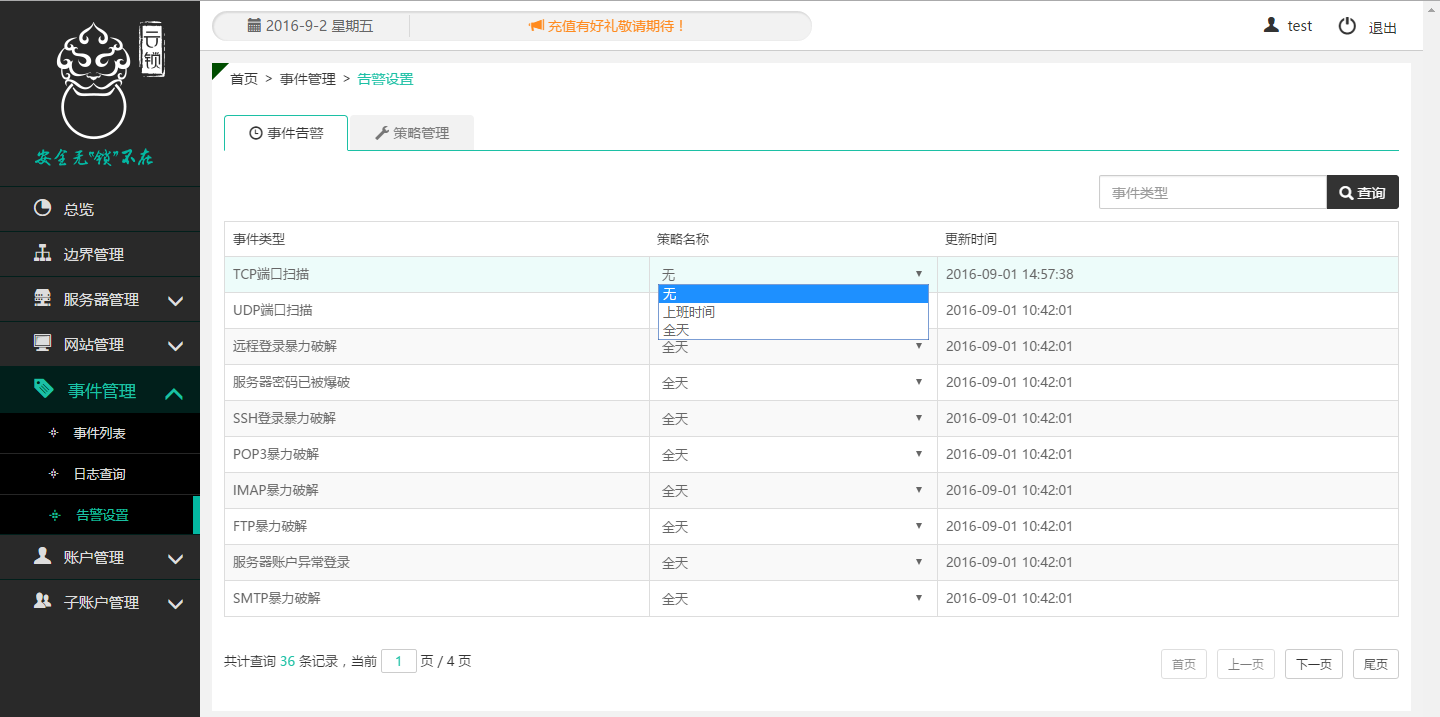 云锁
安全无"锁"不在
总览
边界管理
服务器管理
网站管理
事件管理
事件列表
日志查询
告警设置
账户管理
子账户管理
2016-9-2 星期五
充值有好礼敬请期待！
test
退出
首页 > 事件管理 > 告警设置
事件告警
策略管理
事件类型
查询
事件类型 策略名称 更新时间
TCP端口扫描 无 2016-09-01 14:57:38
无
上班时间
全天
UDP端口扫描 2016-09-01 10:42:01
远程登录暴力破解 全天 2016-09-01 10:42:01
服务器密码已被爆破 全天 2016-09-01 10:42:01
SSH登录暴力破解 全天 2016-09-01 10:42:01
POP3暴力破解 全天 2016-09-01 10:42:01
IMAP暴力破解 全天 2016-09-01 10:42:01
FTP暴力破解 全天 2016-09-01 10:42:01
服务器账户异常登录 全天 2016-09-01 10:42:01
SMTP暴力破解 全天 2016-09-01 10:42:01
共计查询 36 条记录，当前 1 页 / 4 页
首页 上一页 下一页 尾页